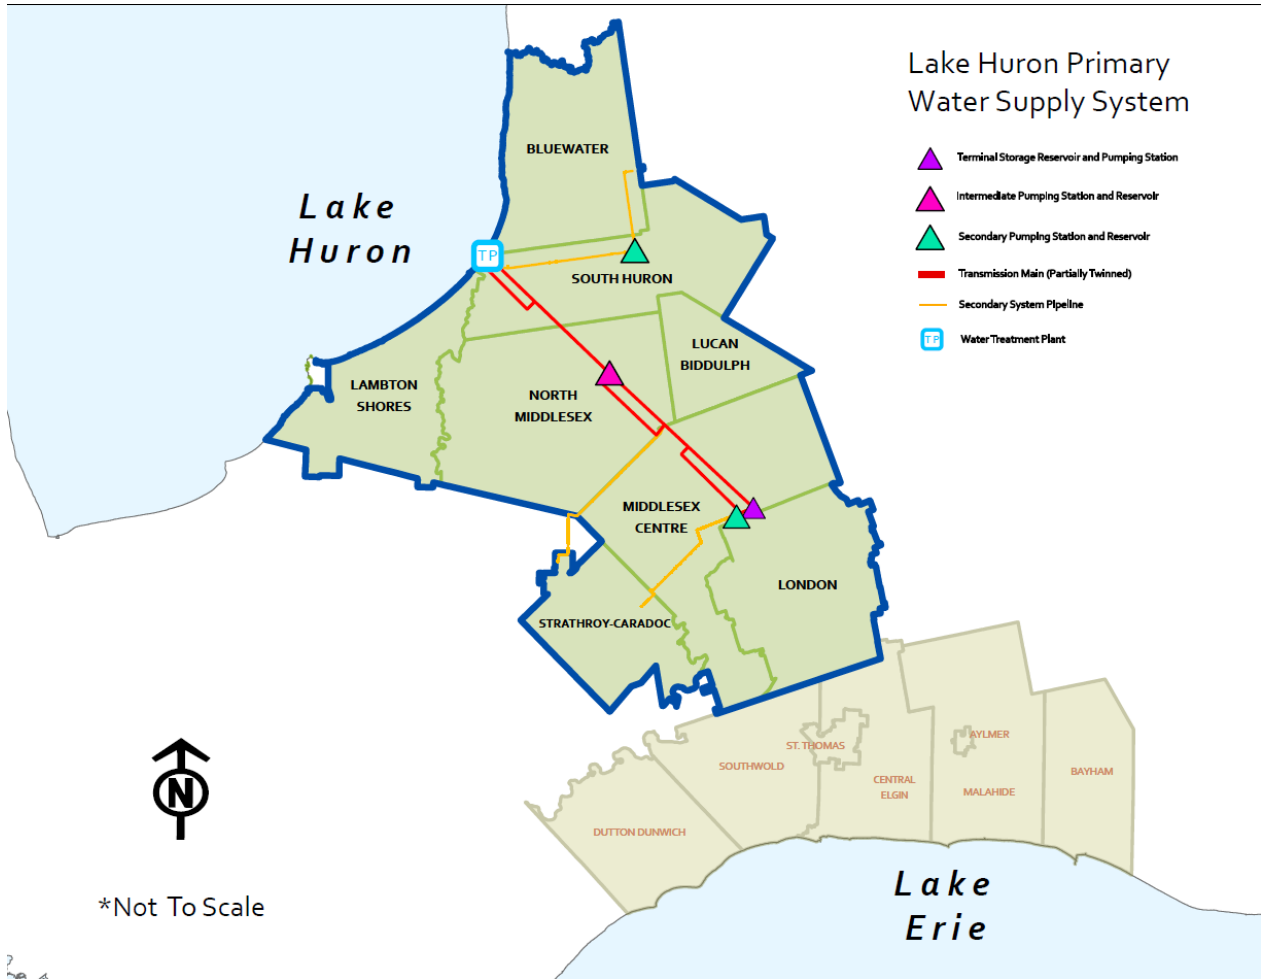 Lake Huron Primary
Water Supply System
Terminal Storage Reservoir and Pumping Station
Intermediate Pumping Station and Reservoir
Secondary Pumping Station and Reservoir
Transmission Main (Partially Twinned)
Secondary System Pipeline
TP Water Treatment Plant
BLUEWATER
Lake
Huron
TP
SOUTH HURON
LUCAN
BIDDULPH
LAMBTON
SHORES
NORTH
MIDDLESEX
MIDDLESEX
CENTRE
LONDON
STRATHROY-CARADOC
ST. THOMAS
AYLMER
SOUTHWOLD
CENTRAL
ELGIN
MALAHIDE
BAYHAM
DUTTON DUNWICH
N
*Not To Scale
Lake
Erie